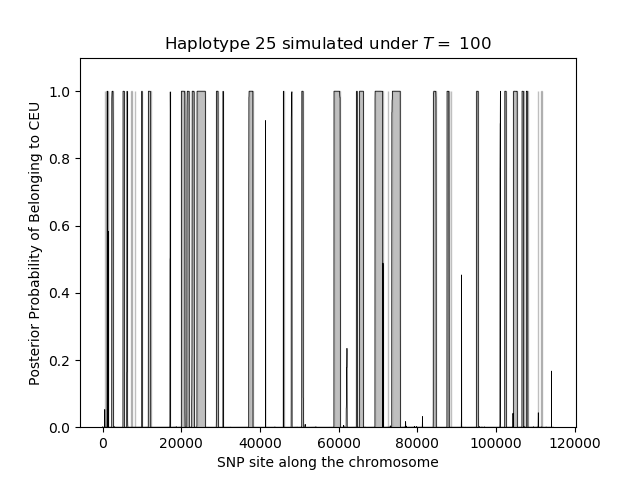 Haplotype 25 simulated under T = 100
Posterior Probability of Belonging to CEU
1.0
0.8
0.6
0.4
0.2
0.0
0 20000 40000 60000 80000 100000 120000
SNP site along the chromosome